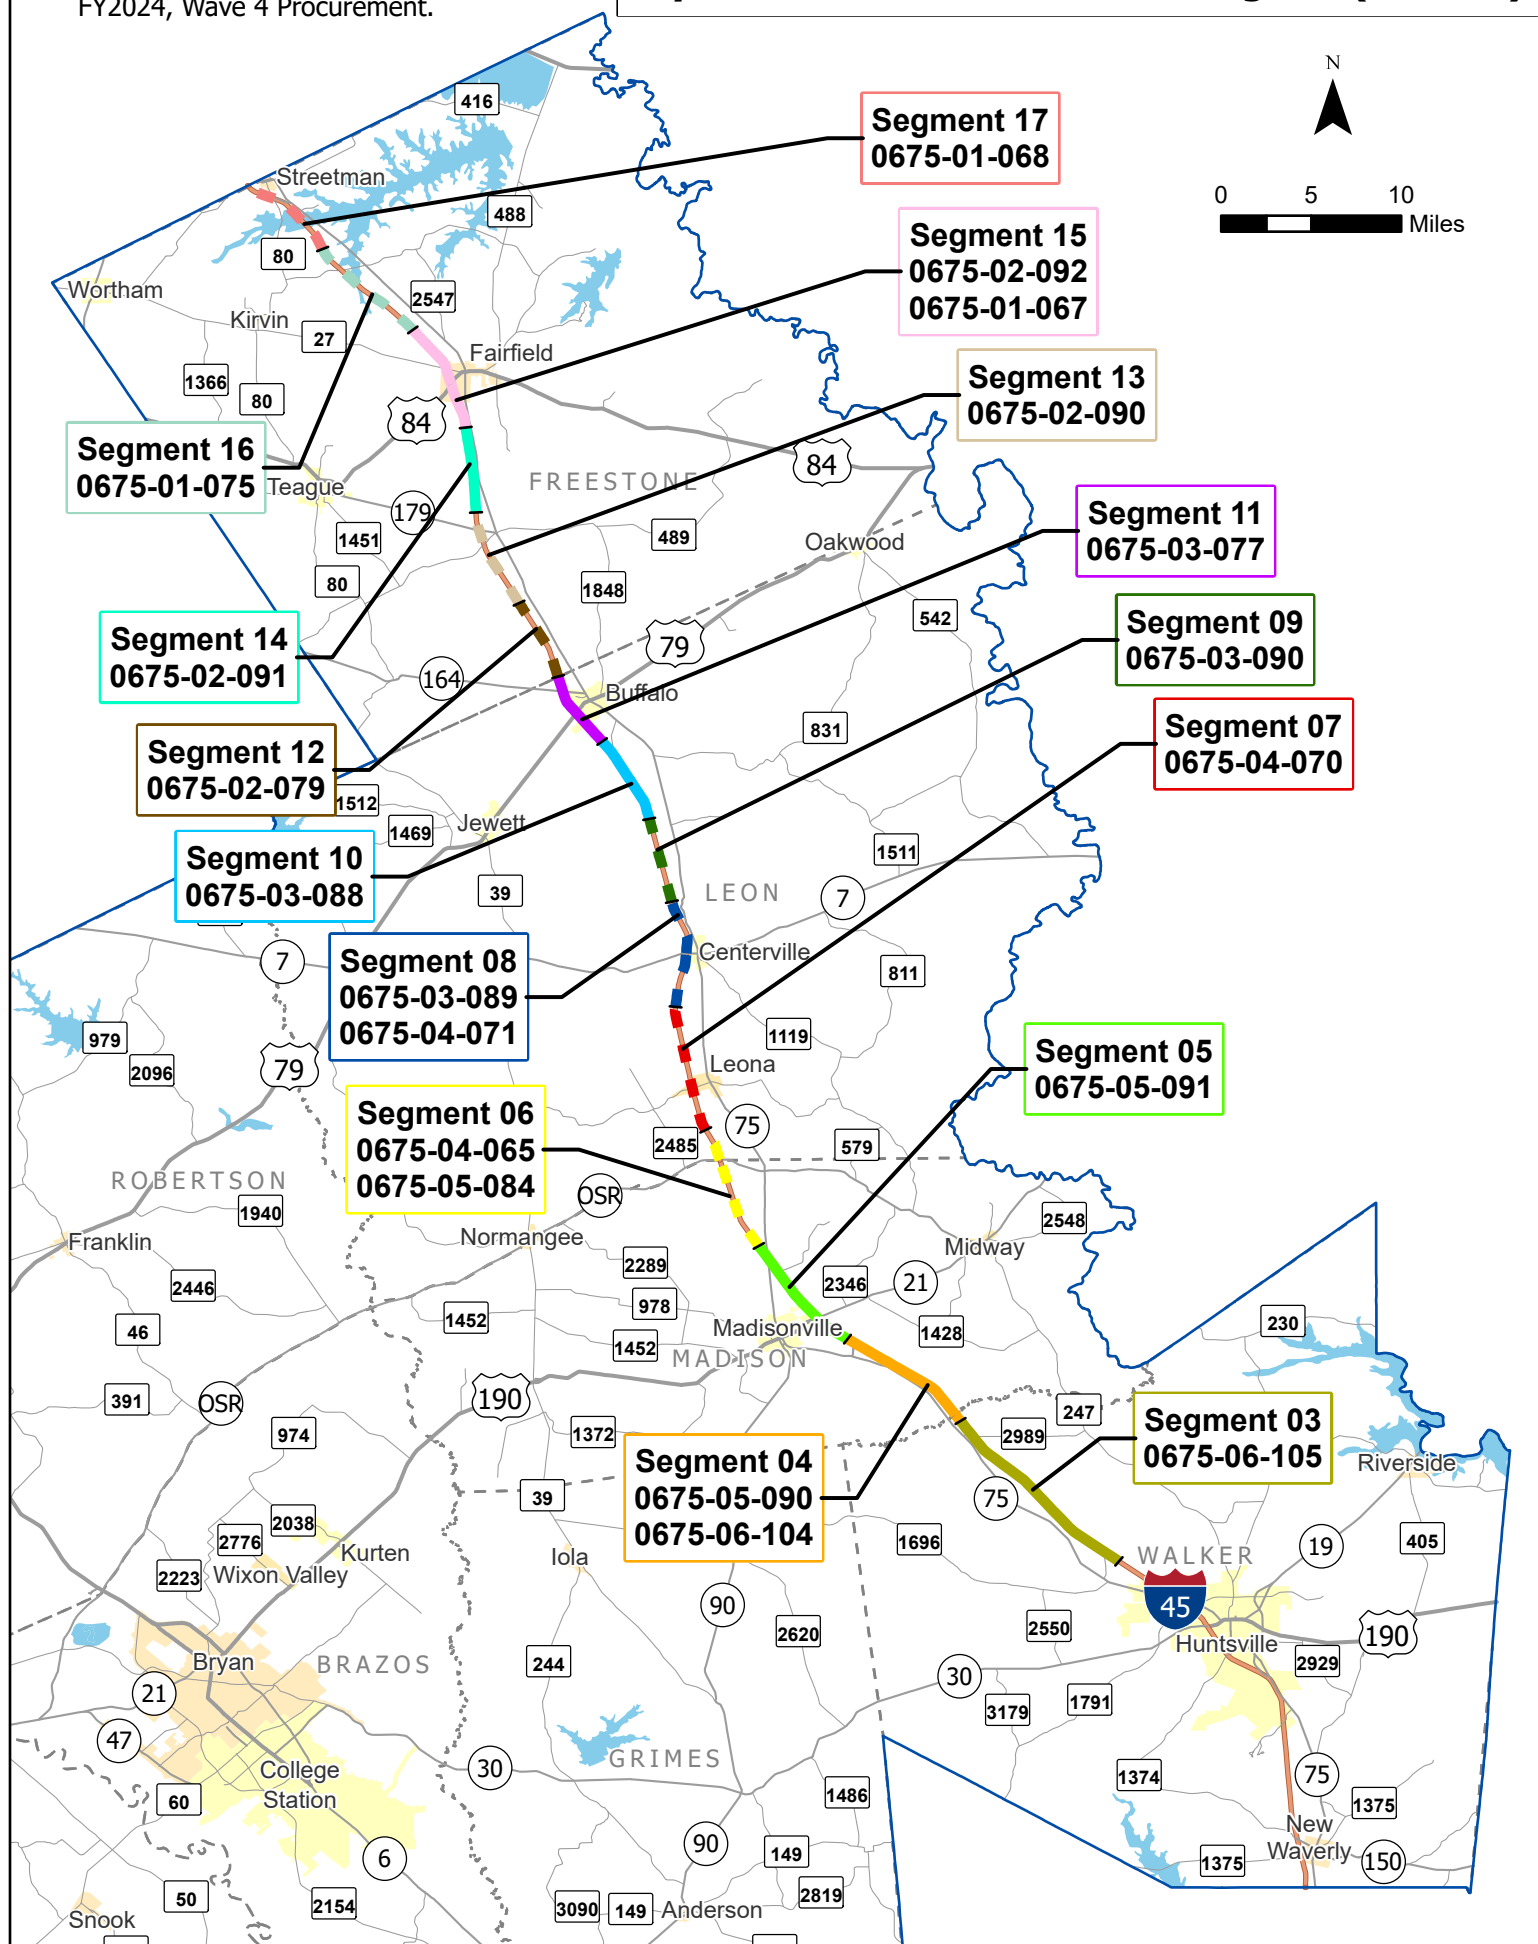 FY2024, Wave 4 Procurement.
N
0 5 10
Miles
416
Segment 17
0675-01-068
Streetman
488
80
Segment 15
0675-02-092
0675-01-067
Wortham
2547
Kirvin
27
Fairfield
1366
80
84
Segment 13
0675-02-090
Segment 16
0675-01-075
84
Teague
FREESTONE
179
1451
489
Oakwood
Segment 11
0675-03-077
80
1848
542
Segment 14
0675-02-091
79
Segment 09
0675-03-090
164
Buffalo
831
Segment 07
0675-04-070
Segment 12
0675-02-079
1512
1469
Jewett
Segment 10
0675-03-088
1511
39
LEON
7
Centerville
7
Segment 08
0675-03-089
0675-04-071
811
979
2096
79
1119
Leona
Segment 05
0675-05-091
Segment 06
0675-04-065
0675-05-084
75
2485
579
ROBERTSON
OSR
1940
2548
Franklin
Normangee
Midway
2289
2446
2346
21
978
46
1452
1452
Madisonville
1428
230
MADISON
391
OSR
190
247
974
1372
2989
Segment 03
0675-06-105
Segment 04
0675-05-090
0675-06-104
Riverside
39
75
2038
2776
1696
19
405
Kurten
Iola
WALKER
2223
Wixon Valley
45
90
2620
2550
190
Huntsville
Bryan
BRAZOS
244
2929
30
21
3179
1791
47
GRIMES
30
College
Station
1374
75
60
1486
1375
New
Waverly
90
149
1375
150
6
50
2154
3090
149
Anderson
2819
Snook